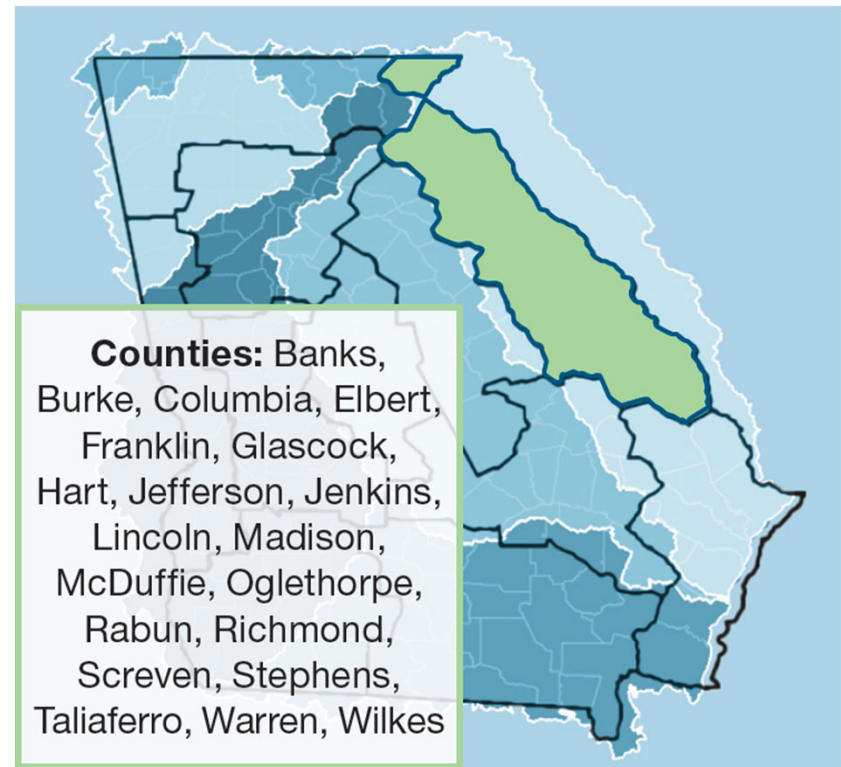 Counties: Banks,
Burke, Columbia, Elbert,
Franklin, Glascock,
Hart, Jefferson, Jenkins,
Lincoln, Madison,
McDuffie, Oglethorpe,
Rabun, Richmond,
Screven, Stephens,
Taliaferro, Warren, Wilkes